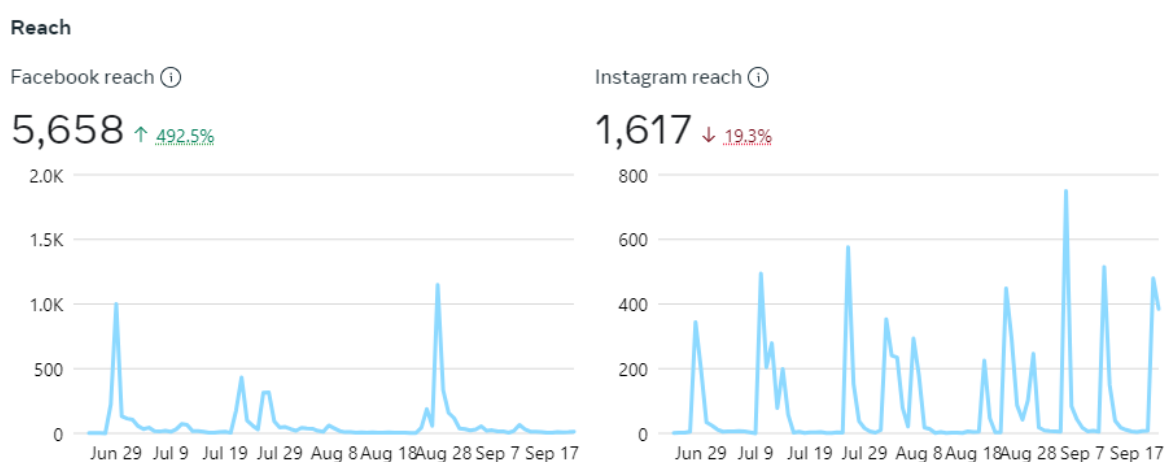 Reach
Facebook reach
5,658 ↑ 492.5%
2.0K
1.5K
1.0K
500
0
Jun 29 Jul 9 Jul 19 Jul 29 Aug 8 Aug 18 Aug 28 Sep 7 Sep 17
Instagram reach
1,617 ↓ 19.3%
800
600
400
200
0
Jun 29 Jul 9 Jul 19 Jul 29 Aug 8 Aug 18 Aug 28 Sep 7 Sep 17